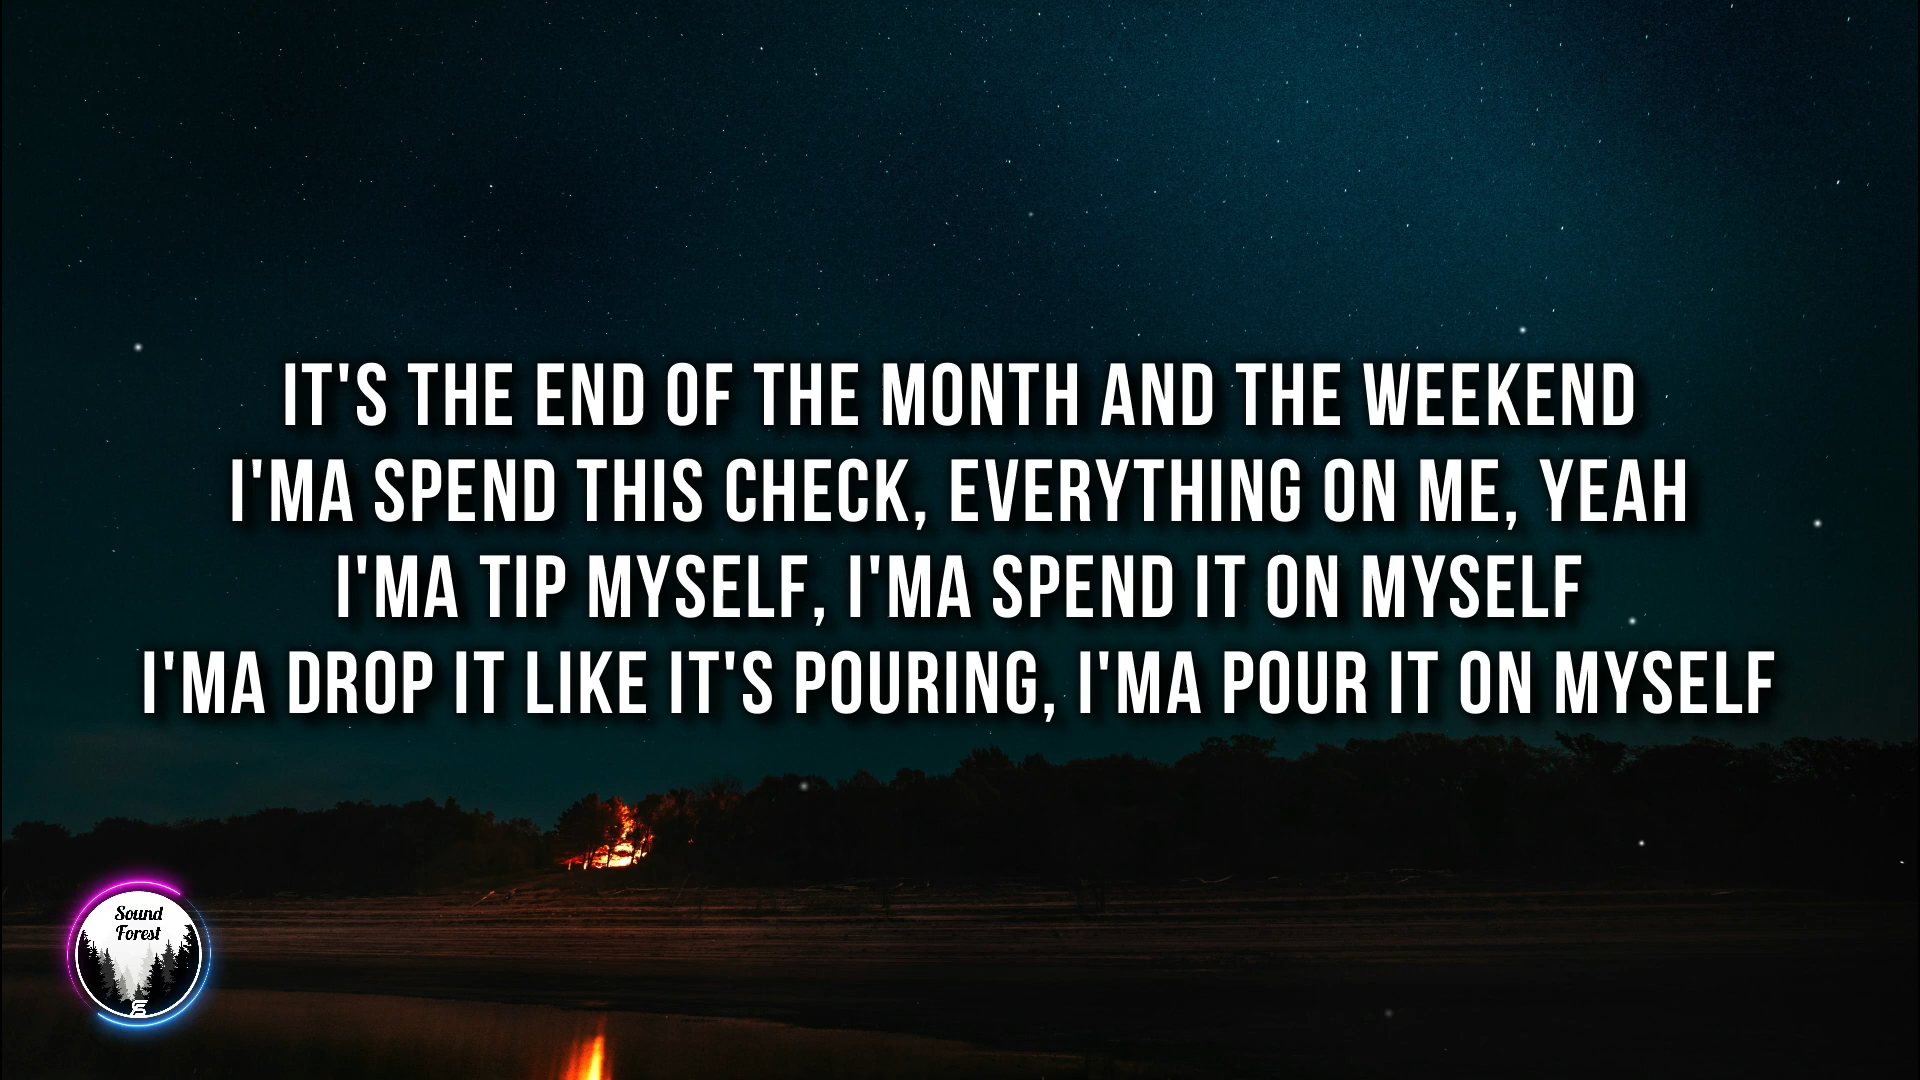 IT'S THE END OF THE MONTH AND THE WEEKEND
I'MA SPEND THIS CHECK, EVERYTHING ON ME, YEAH
I'MA TIP MYSELF, I'MA SPEND IT ON MYSELF
I'MA DROP IT LIKE IT'S POURING, I'MA POUR IT ON MYSELF
Sound
Forest